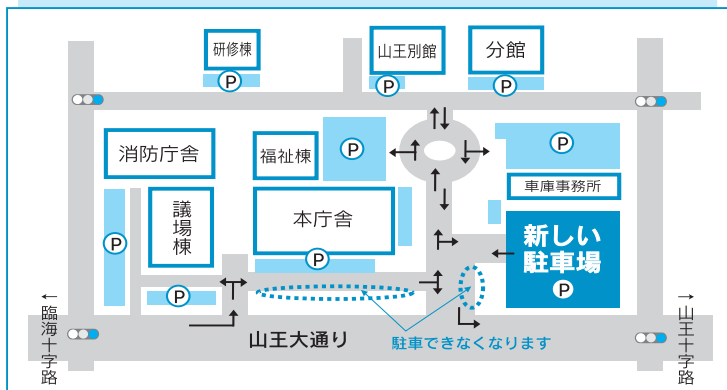 研修棟
P
山王別館
P
分館
P
消防庁舎
福祉棟
P
P
車庫事務所
議場棟
本庁舎
P
P
P
新しい
駐車場
P
←臨海十字路
山王大通り
駐車できなくなります
→山王十字路